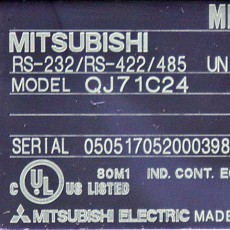 MITSUBISHI
RS-232/RS-422/485 UN
MODEL QJ71C24
SERIAL 050517052000398
80M1 IND. CONT. E
C UL US LISTED
MITSUBISHI ELECTRIC MADE